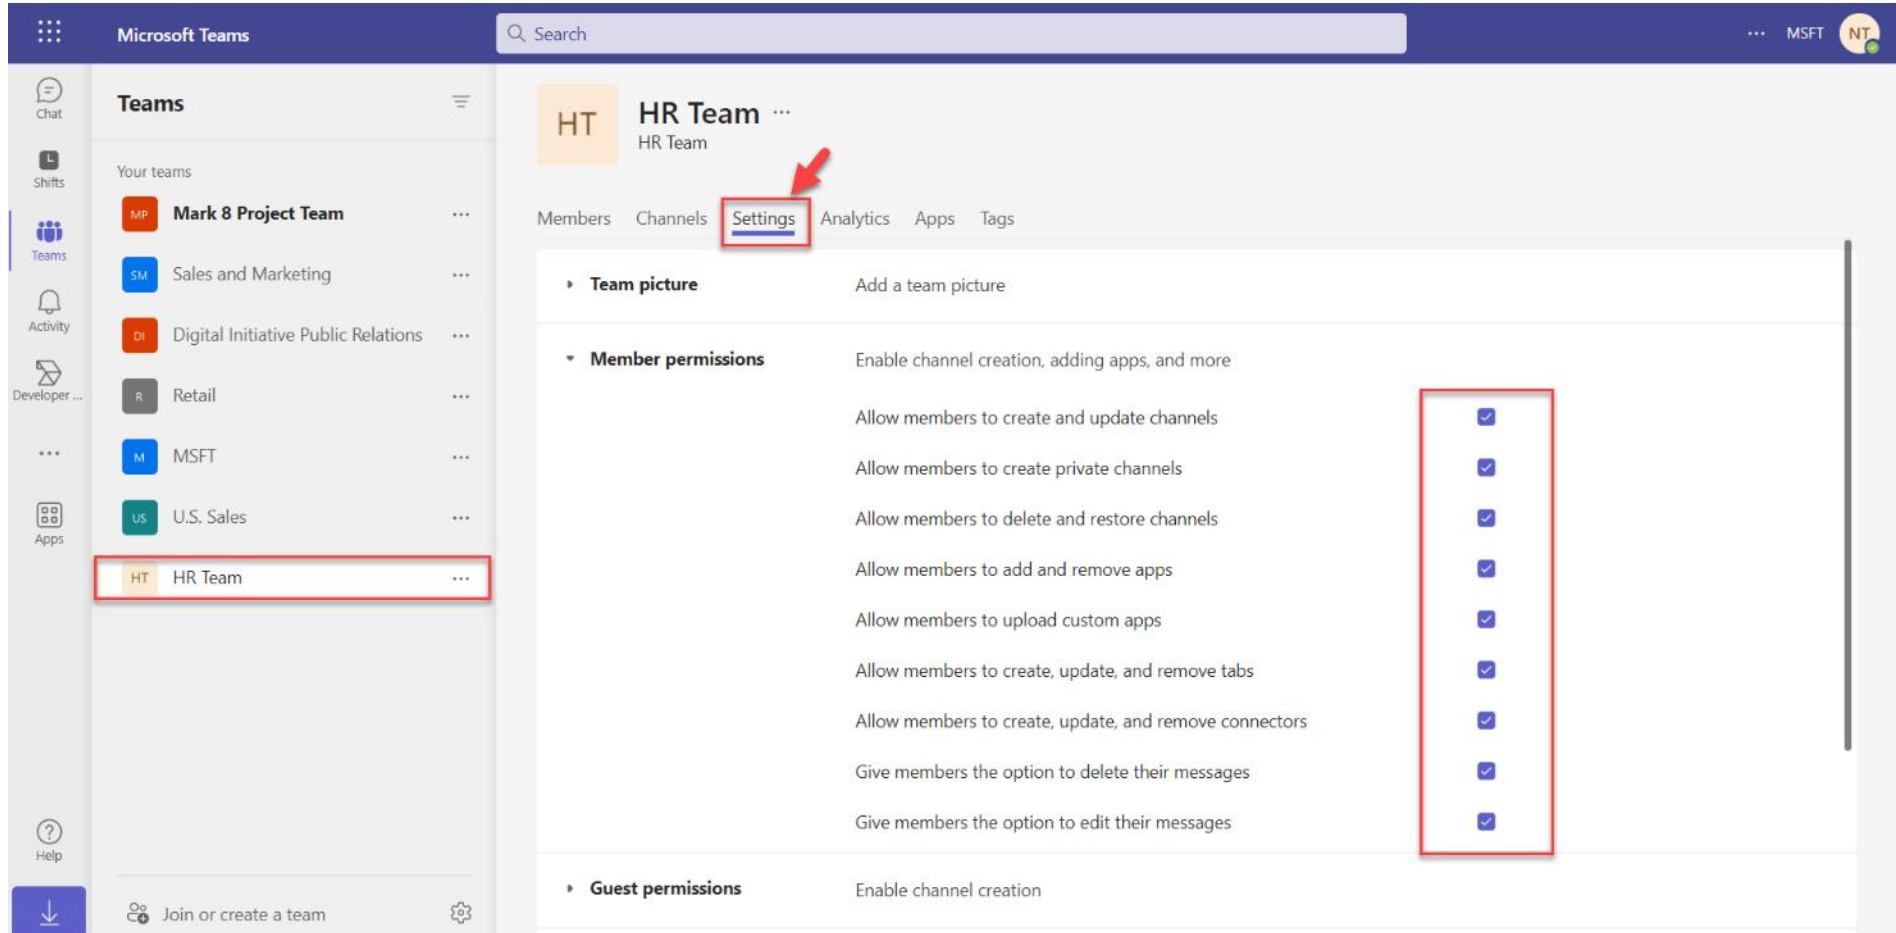 Microsoft Teams
Search
MSFT
NT
Chat
Shifts
Teams
Activity
Developer ...
Apps
Help
Teams
Your teams
MP Mark 8 Project Team
SM Sales and Marketing
DI Digital Initiative Public Relations
R Retail
M MSFT
US U.S. Sales
HT HR Team
Join or create a team
HT
HR Team
HR Team
Members Channels Settings Analytics Apps Tags
Team picture Add a team picture
Member permissions Enable channel creation, adding apps, and more
Allow members to create and update channels
Allow members to create private channels
Allow members to delete and restore channels
Allow members to add and remove apps
Allow members to upload custom apps
Allow members to create, update, and remove tabs
Allow members to create, update, and remove connectors
Give members the option to delete their messages
Give members the option to edit their messages
Guest permissions Enable channel creation